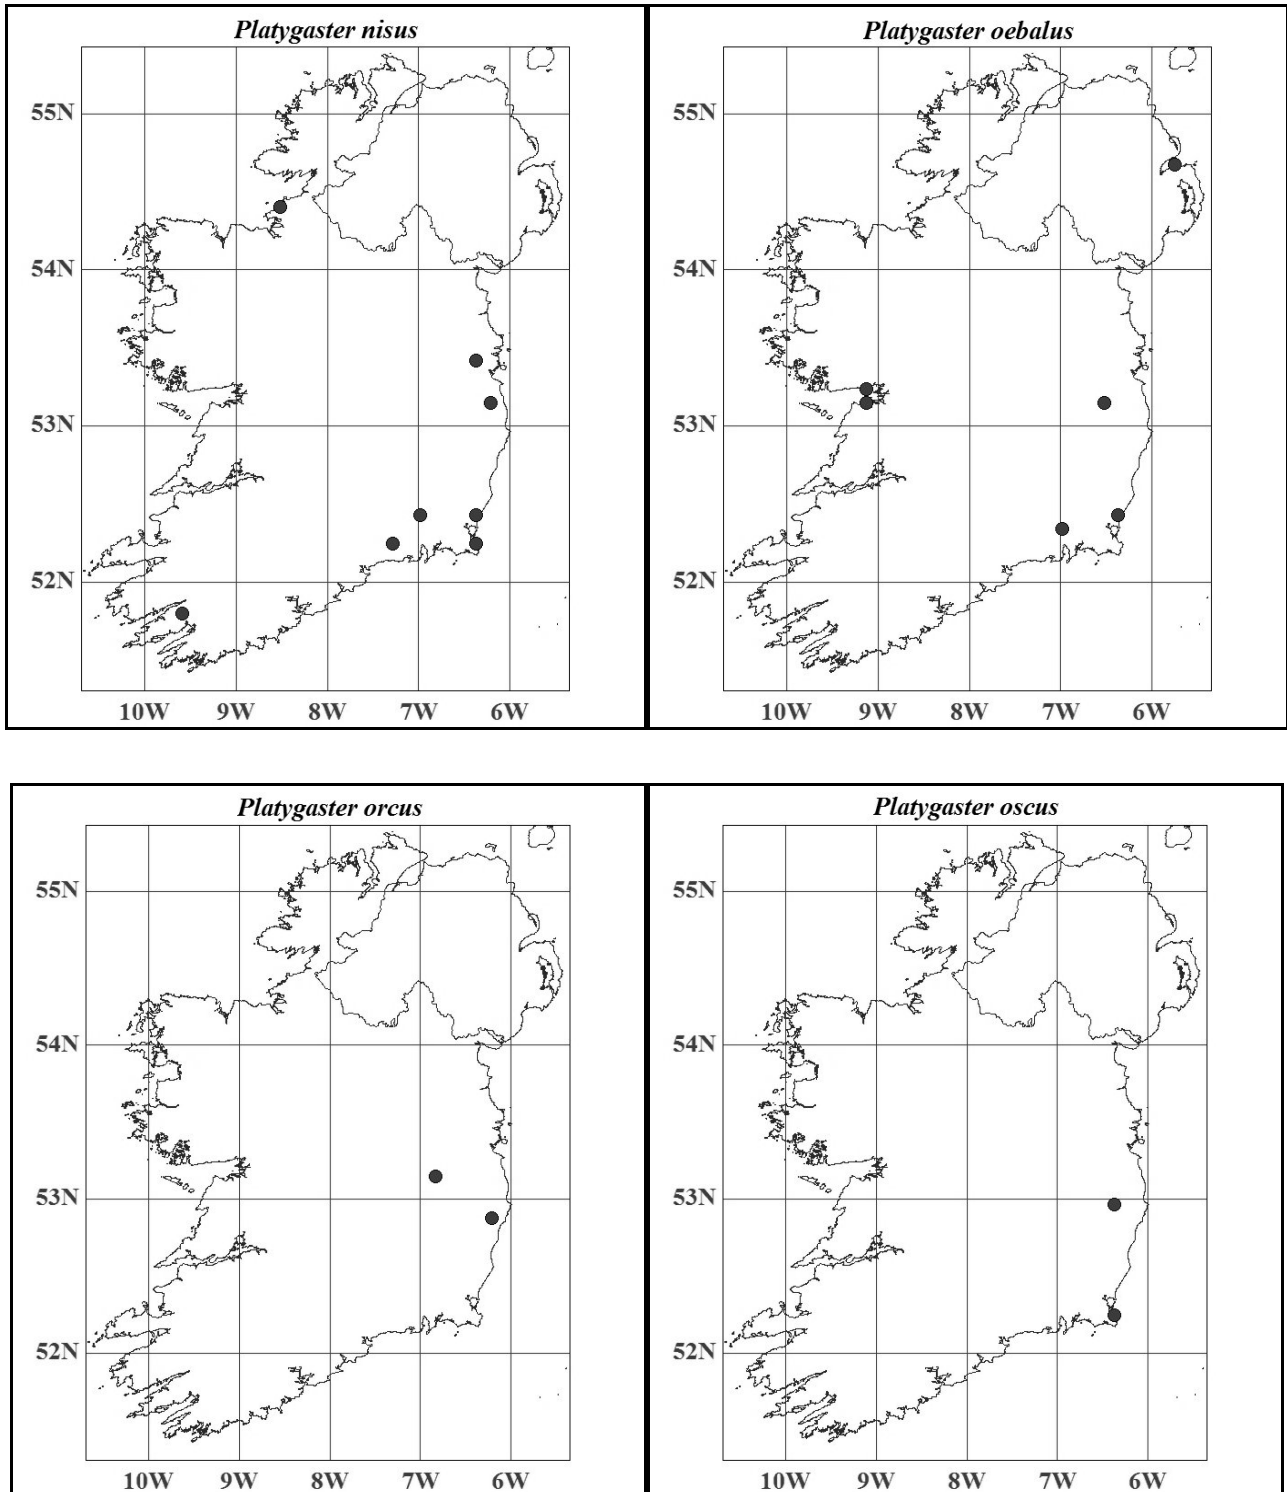 Platygaster nisus
55N
54N
53N
52N
10W 9W 8W 7W 6W
Platygaster oebalus
55N
54N
53N
52N
10W 9W 8W 7W 6W
Platygaster orcus
55N
54N
53N
52N
10W 9W 8W 7W 6W
Platygaster oscus
55N
54N
53N
52N
10W 9W 8W 7W 6W